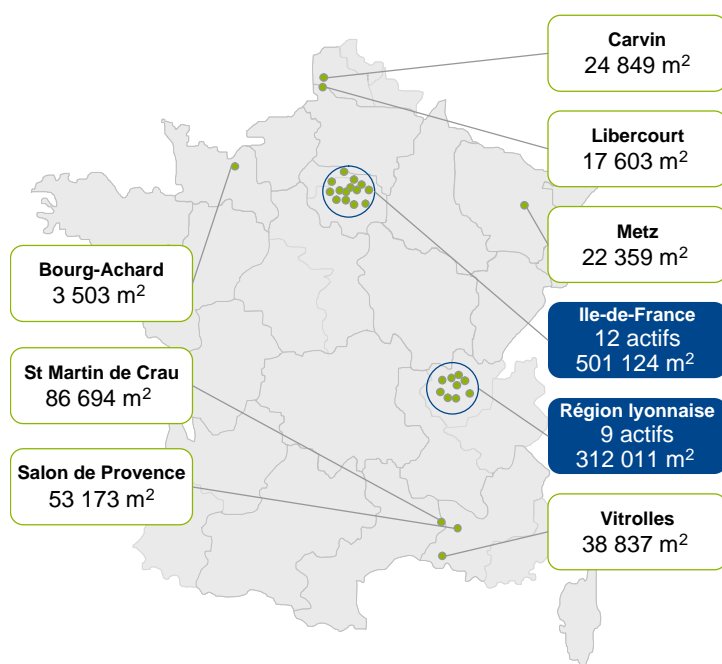 Carvin
24 849 m²
Libercourt
17 603 m²
Metz
22 359 m²
Bourg-Achard
3 503 m²
Ile-de-France
12 actifs
501 124 m²
St Martin de Crau
86 694 m²
Région lyonnaise
9 actifs
312 011 m²
Salon de Provence
53 173 m²
Vitrolles
38 837 m²